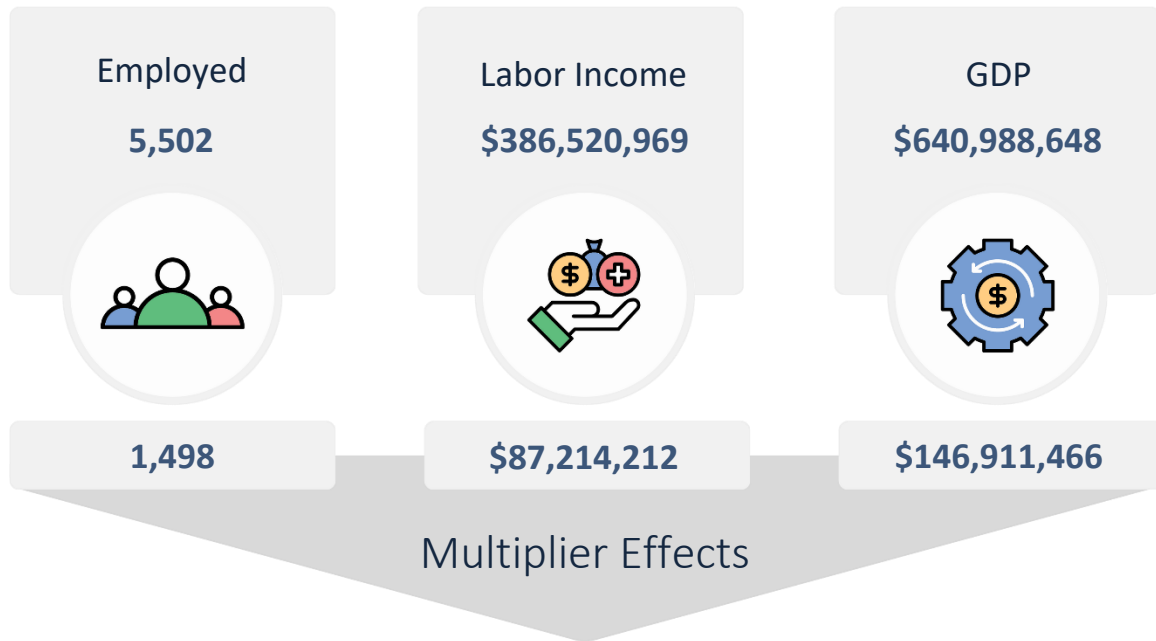 Employed
5,502
Labor Income
$386,520,969
GDP
$640,988,648
$
$
1,498
$87,214,212
$146,911,466
Multiplier Effects